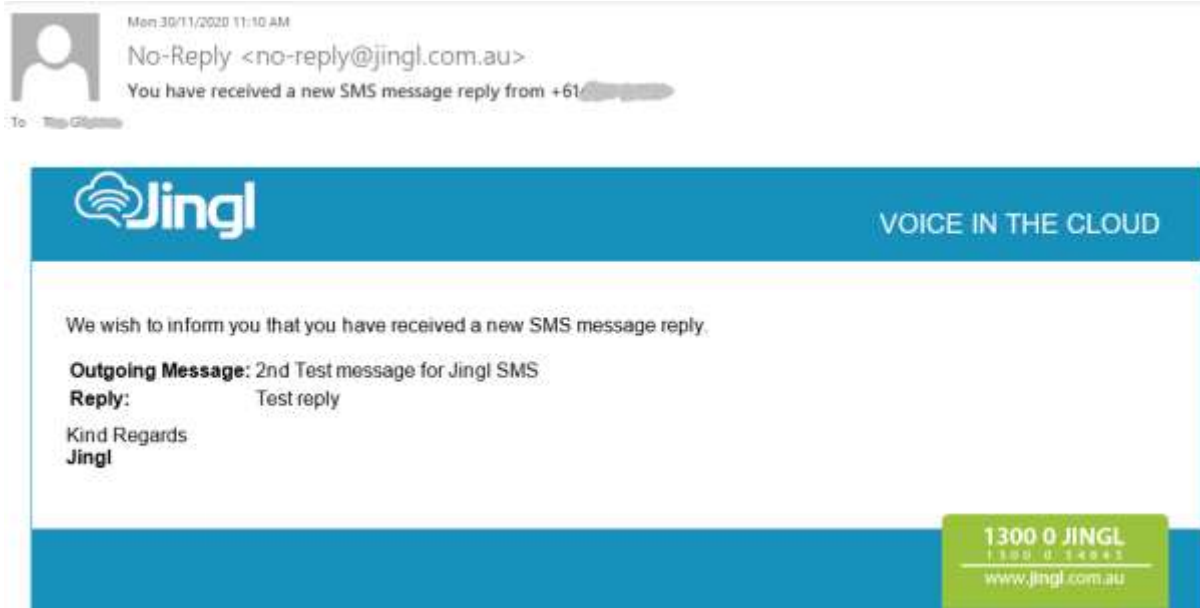 Mon 30/11/2020 11:10 AM
No-Reply <no-reply@jingl.com.au>
You have received a new SMS message reply from +61
To
Jingl
VOICE IN THE CLOUD
We wish to inform you that you have received a new SMS message reply.
Outgoing Message: 2nd Test message for Jingl SMS
Reply: Test reply
Kind Regards
Jingl
1300 0 JINGL
1300 0 54645
www.jingl.com.au